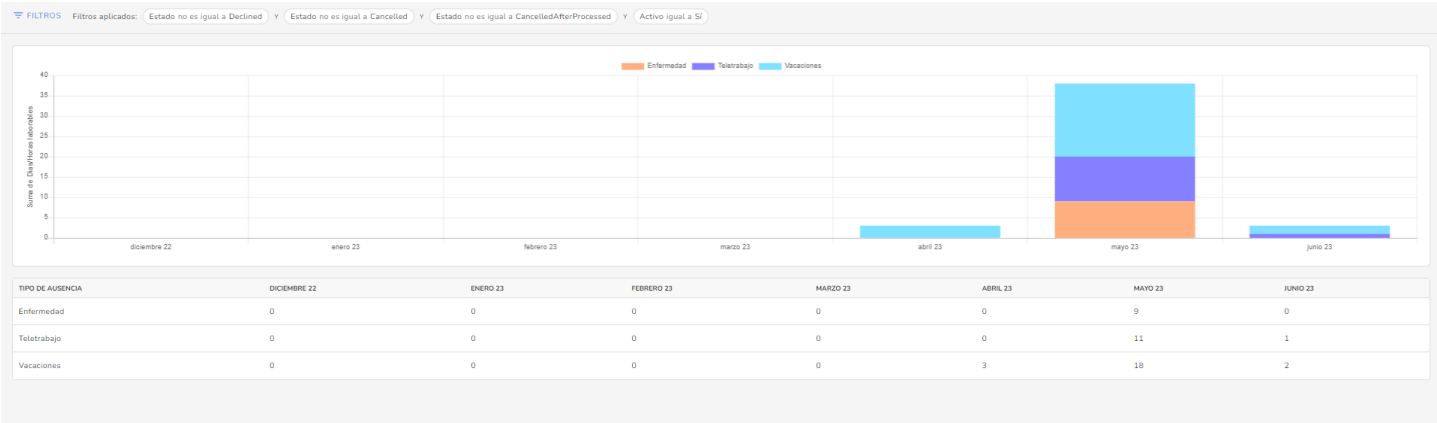 FILTROS Filtros aplicados: Estado no es igual a Declined Y Estado no es igual a Cancelled Y Estado no es igual a CancelledAfterProcessed Y Activo igual a Sí
Enfermedad Teletrabajo Vacaciones
Suma de Días/Horas laborables
40
35
30
25
20
15
10
5
0
diciembre 22 enero 23 febrero 23 marzo 23 abril 23 mayo 23 junio 23
TIPO DE AUSENCIA DICIEMBRE 22 ENERO 23 FEBRERO 23 MARZO 23 ABRIL 23 MAYO 23 JUNIO 23
Enfermedad 0 0 0 0 0 9 0
Teletrabajo 0 0 0 0 0 11 1
Vacaciones 0 0 0 0 3 18 2